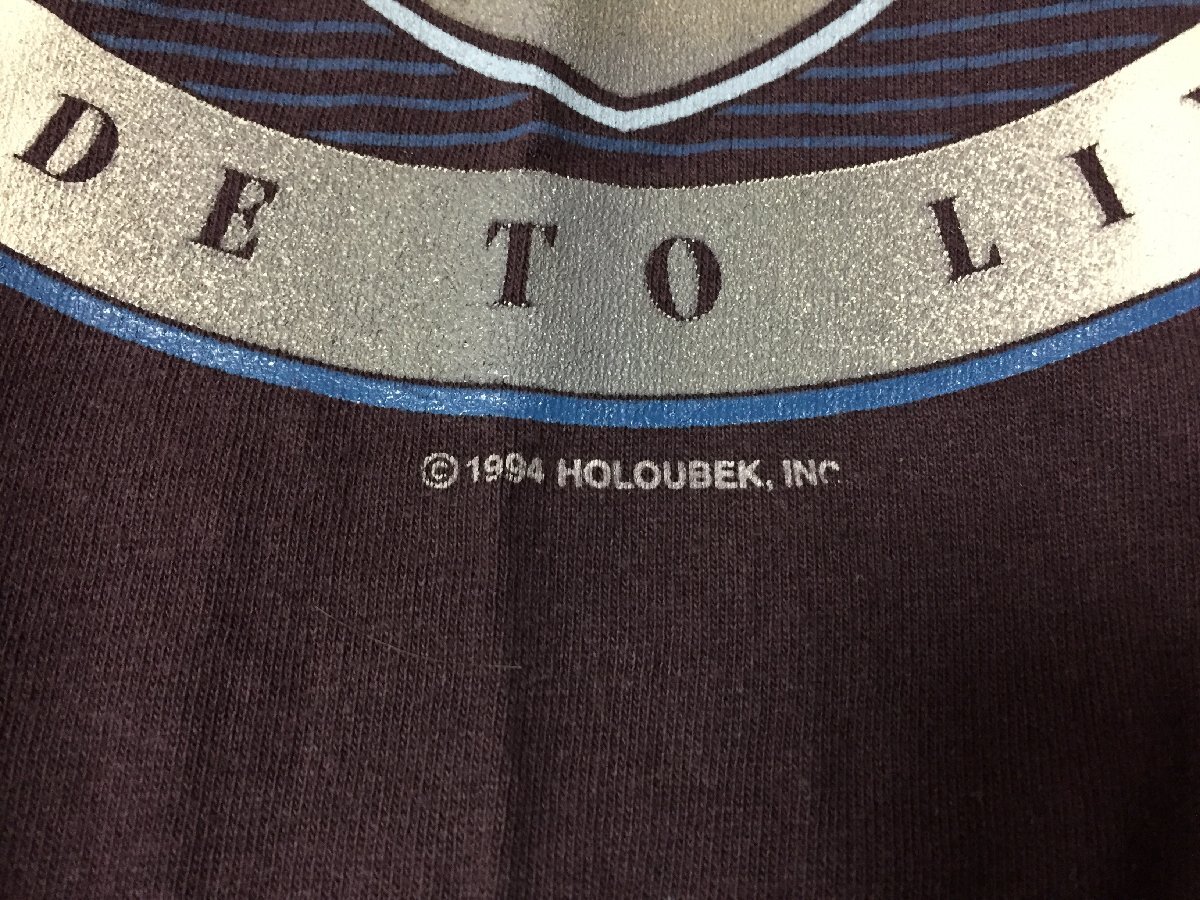 DE TO LI
© 1994 HOLOUBEK, INC